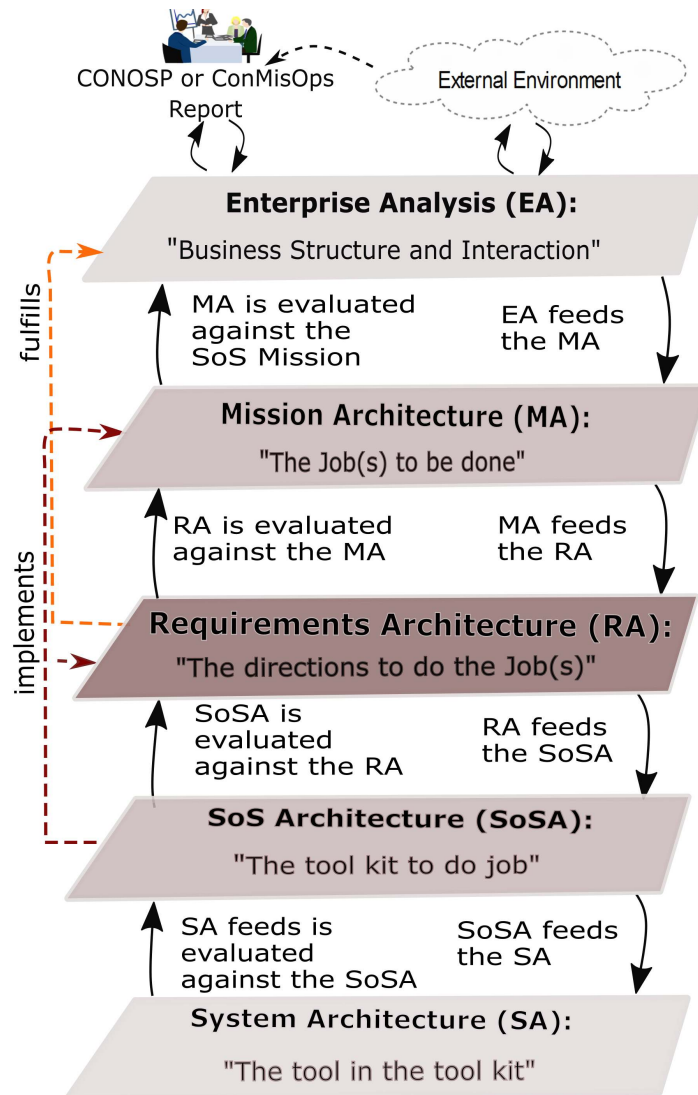 CONOSP or ConMisOps
Report
External Environment
Enterprise Analysis (EA):
"Business Structure and Interaction"
fulfills
MA is evaluated
against the
SoS Mission
EA feeds
the MA
Mission Architecture (MA):
"The Job(s) to be done"
implements
RA is evaluated
against the MA
MA feeds
the RA
Requirements Architecture (RA):
"The directions to do the Job(s)"
SoSA is
evaluated
against the RA
RA feeds
the SoSA
SoS Architecture (SoSA):
"The tool kit to do job"
SA feeds is
evaluated
against the SoSA
SoSA feeds
the SA
System Architecture (SA):
"The tool in the tool kit"